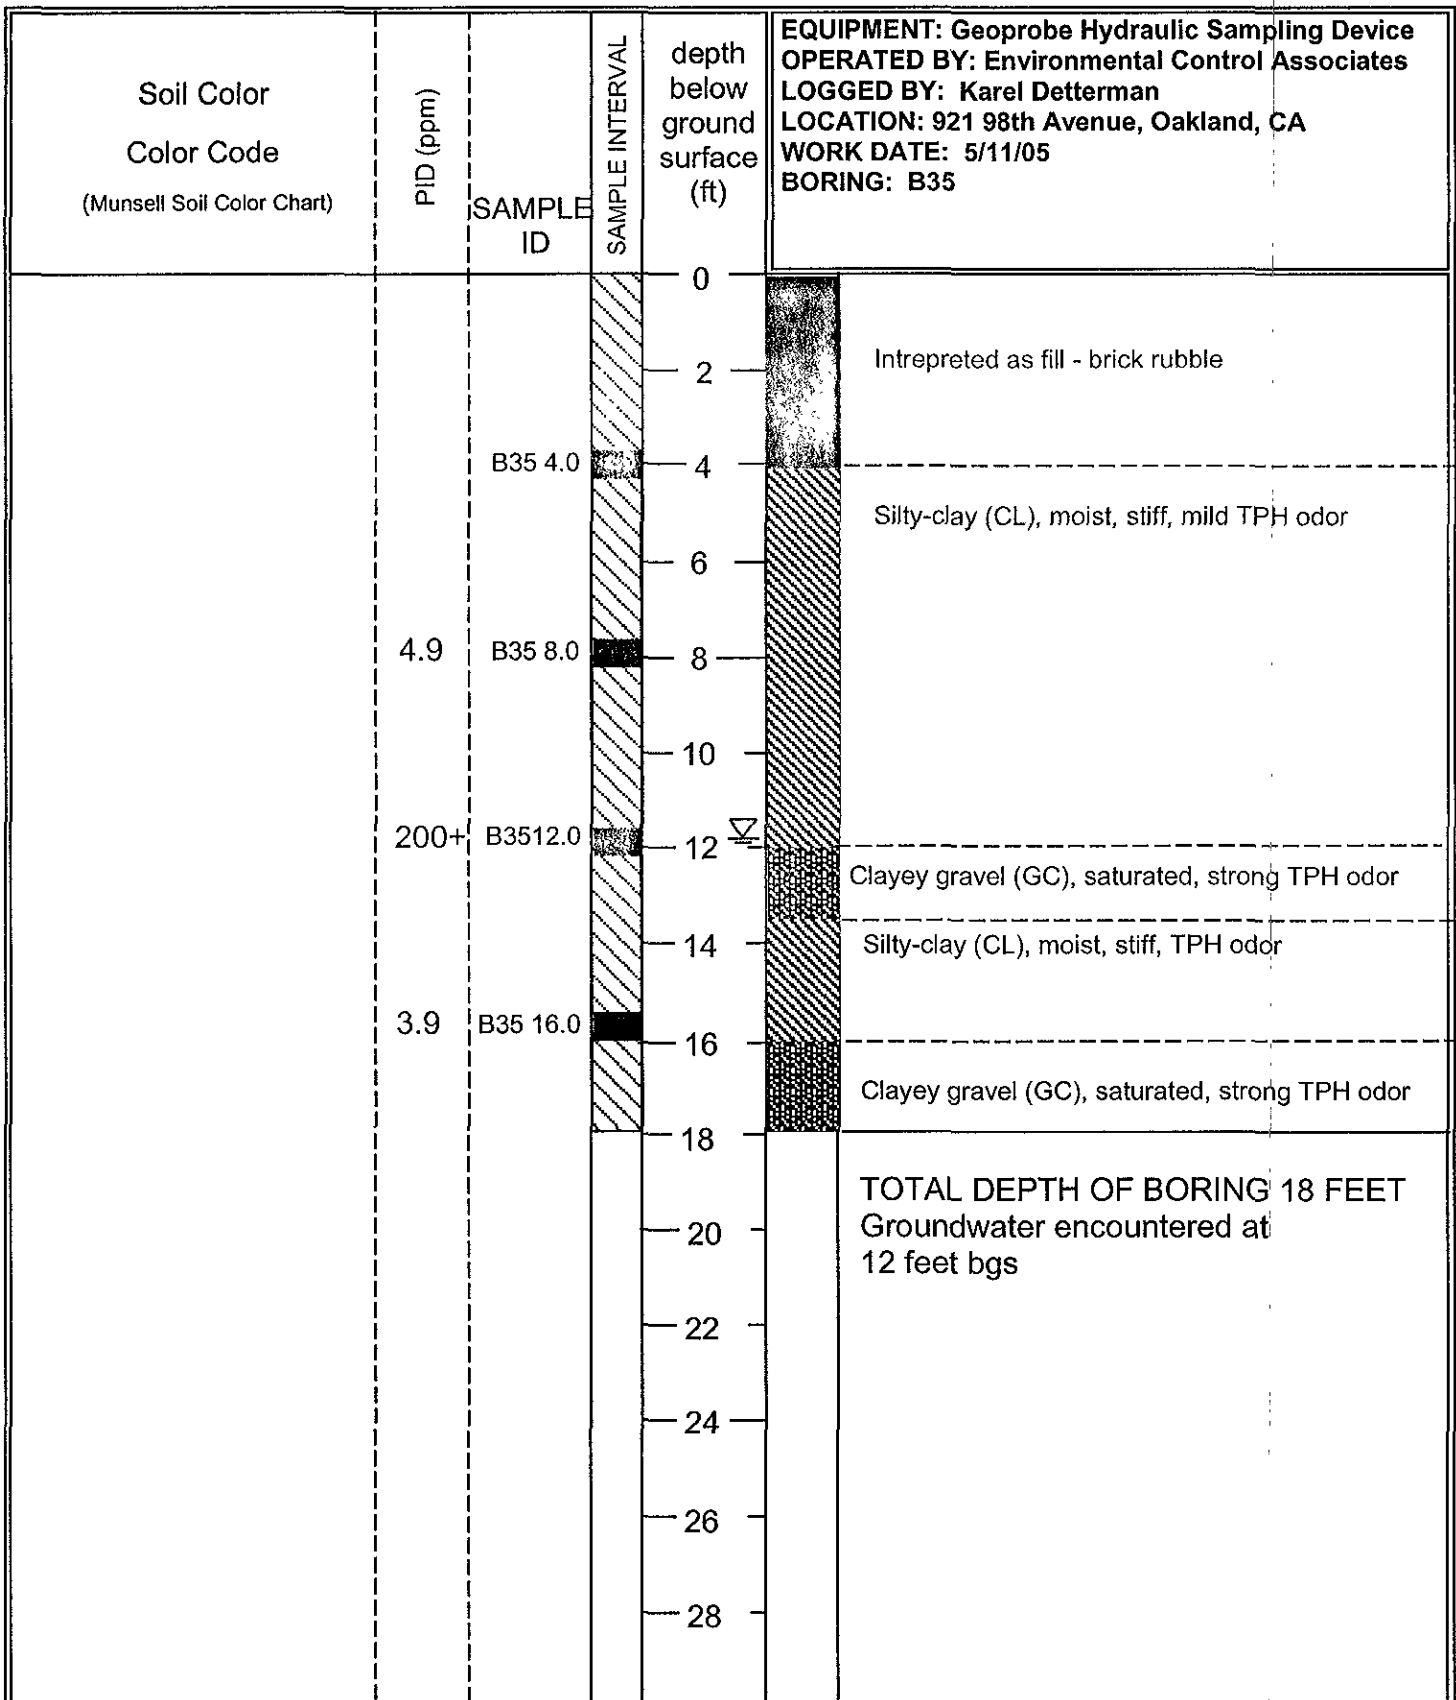 Soil Color
Color Code
(Munsell Soil Color Chart)
PID (ppm)
SAMPLE
ID
SAMPLE INTERVAL
depth
below
ground
surface
(ft)
EQUIPMENT: Geoprobe Hydraulic Sampling Device
OPERATED BY: Environmental Control Associates
LOGGED BY: Karel Detterman
LOCATION: 921 98th Avenue, Oakland, CA
WORK DATE: 5/11/05
BORING: B35
0
2
Intrepreted as fill - brick rubble
B35 4.0
4
Silty-clay (CL), moist, stiff, mild TPH odor
6
4.9
B35 8.0
8
10
200+
B3512.0
12
Clayey gravel (GC), saturated, strong TPH odor
14
Silty-clay (CL), moist, stiff, TPH odor
3.9
B35 16.0
16
Clayey gravel (GC), saturated, strong TPH odor
18
TOTAL DEPTH OF BORING 18 FEET
20
Groundwater encountered at
12 feet bgs
22
24
26
28